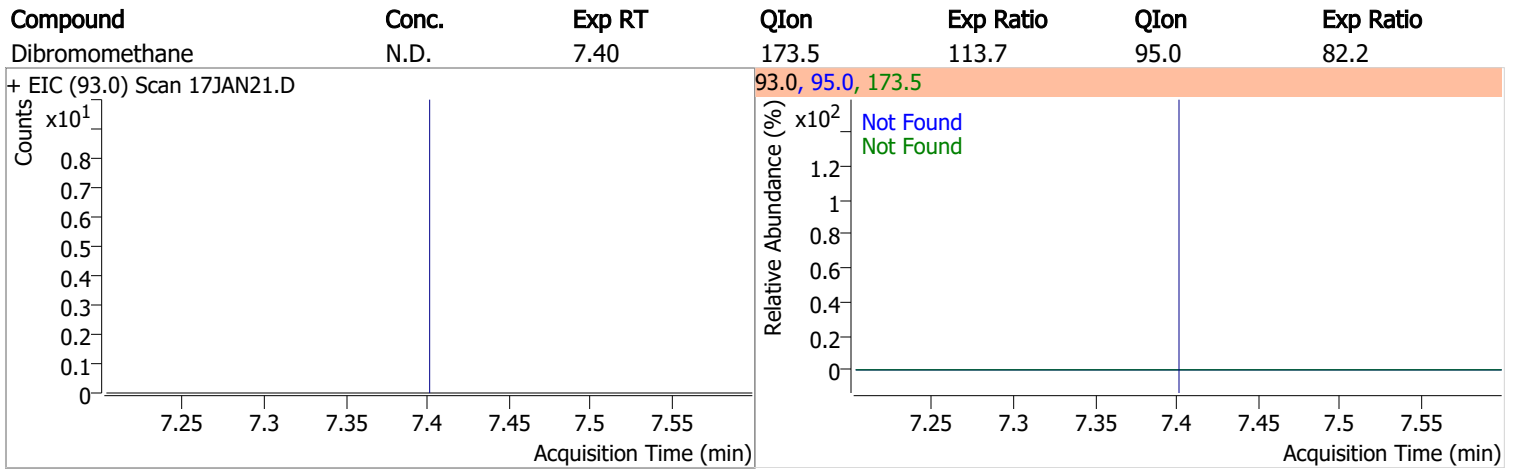 Compound Conc. Exp RT QIon Exp Ratio QIon Exp Ratio
Dibromomethane N.D. 7.40 173.5 113.7 95.0 82.2
+ EIC (93.0) Scan 17JAN21.D
Counts
x10¹
0.8
0.7
0.6
0.5
0.4
0.3
0.2
0.1
0
7.25 7.3 7.35 7.4 7.45 7.5 7.55
Acquisition Time (min)
93.0, 95.0, 173.5
Relative Abundance (%)
x10²
Not Found
Not Found
1.2
1
0.8
0.6
0.4
0.2
0
7.25 7.3 7.35 7.4 7.45 7.5 7.55
Acquisition Time (min)